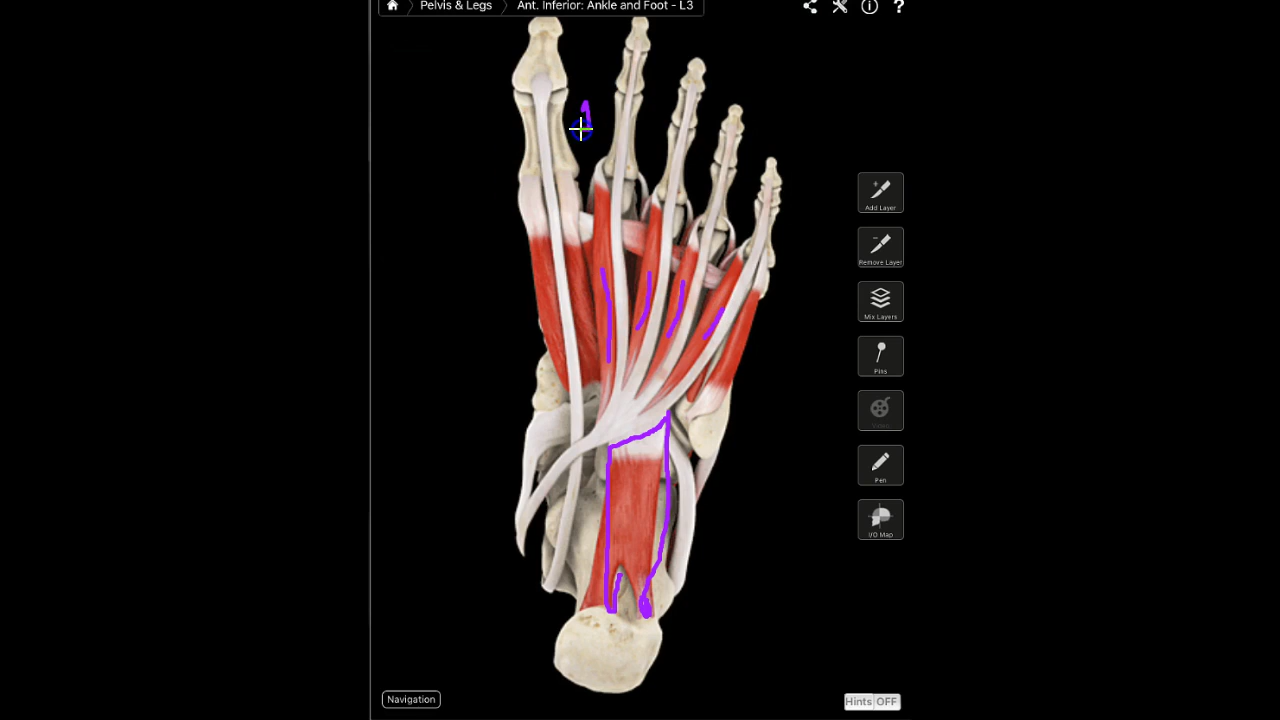 Pelvis & Legs Ant. Inferior: Ankle and Foot - L3 ?
Add Layer
Remove Layer
Mix Layers
Pins
Video
Pen
I/O Map
Navigation
Hints OFF